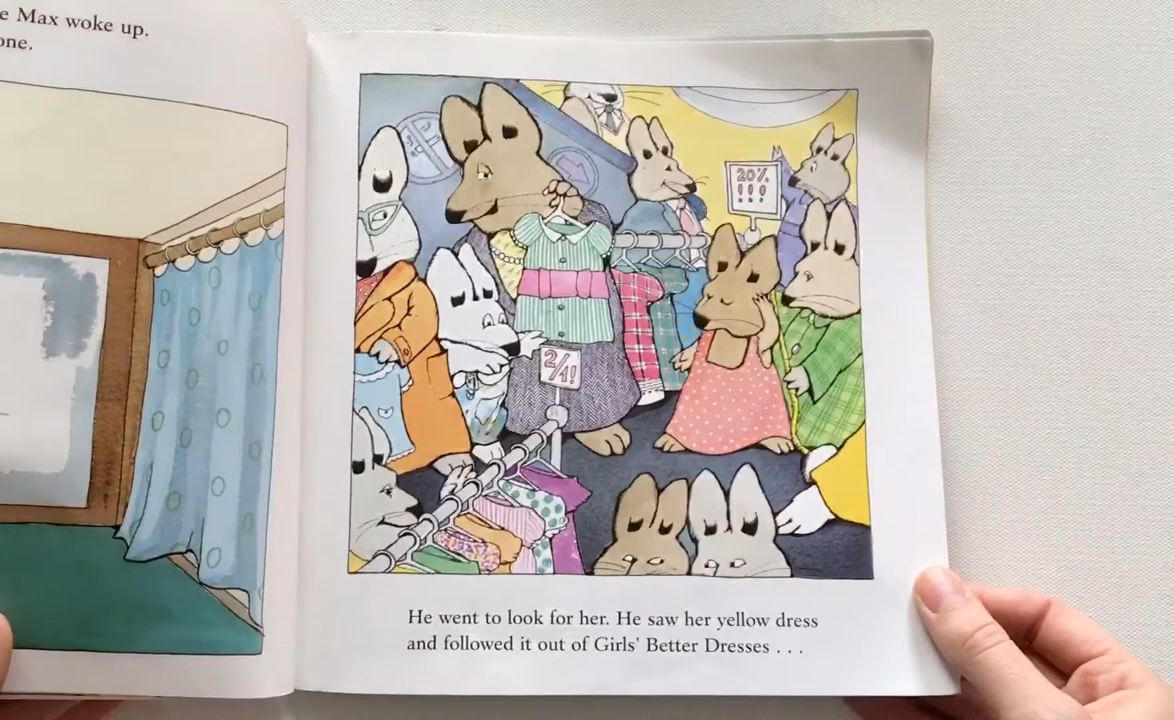 e Max woke up.
one.
20%
!!!
2/1!
He went to look for her. He saw her yellow dress
and followed it out of Girls' Better Dresses . . .